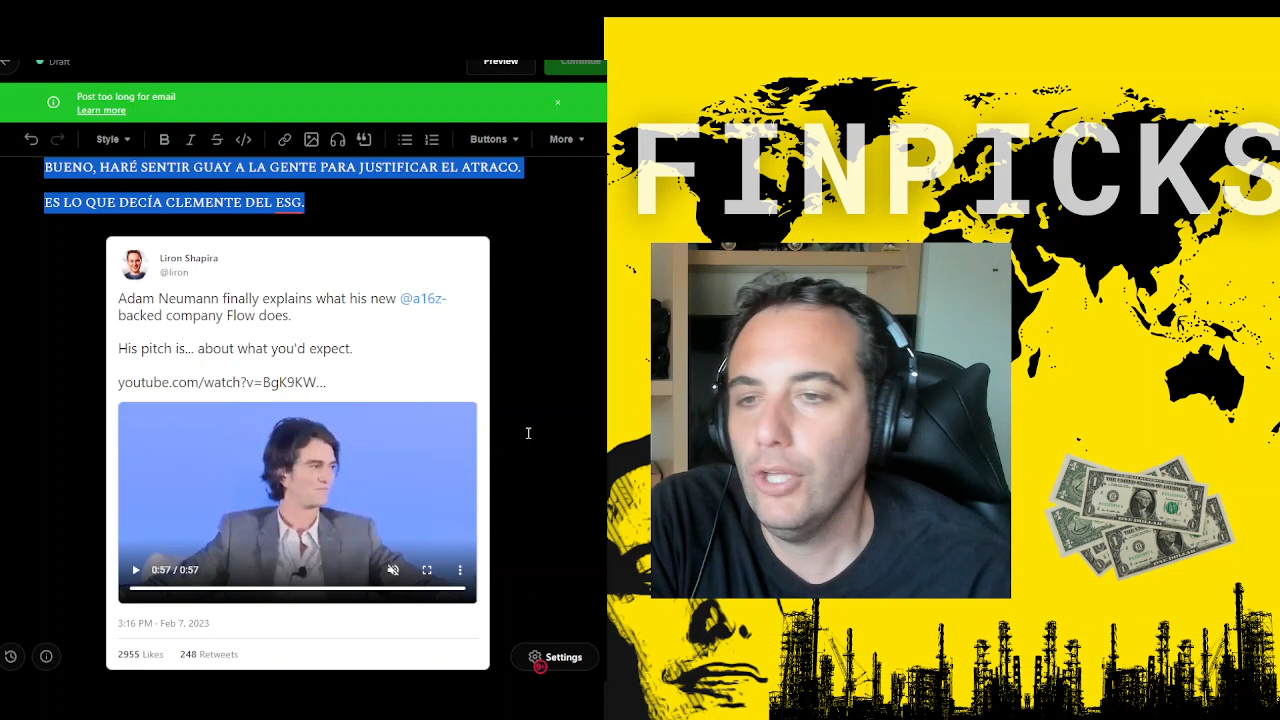 Draft
Preview
Continue
Post too long for email
Learn more
Style
Buttons
More
BUENO, HARÉ SENTIR GUAY A LA GENTE PARA JUSTIFICAR EL ATRACO.
ES LO QUE DECÍA CLEMENTE DEL ESG.
Liron Shapira
@liron
Adam Neumann finally explains what his new @a16z-
backed company Flow does.
His pitch is... about what you'd expect.
youtube.com/watch?v=BgK9KW...
0:57 / 0:57
3:16 PM · Feb 7, 2023
2955 Likes 248 Retweets
Settings
9+
FINPICKS